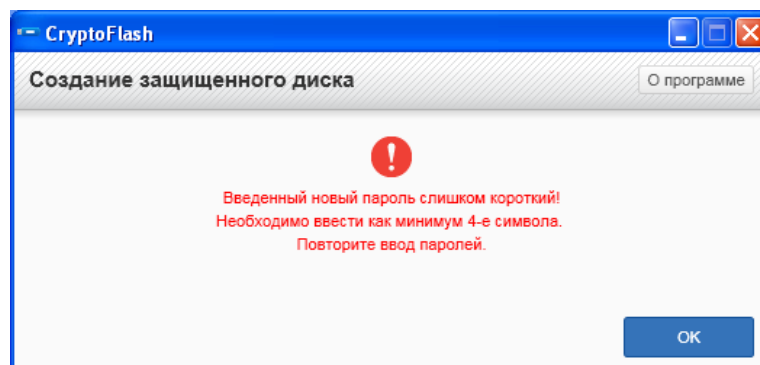 CryptoFlash
Создание защищенного диска
О программе
Введенный новый пароль слишком короткий!
Необходимо ввести как минимум 4-е символа.
Повторите ввод паролей.
OK